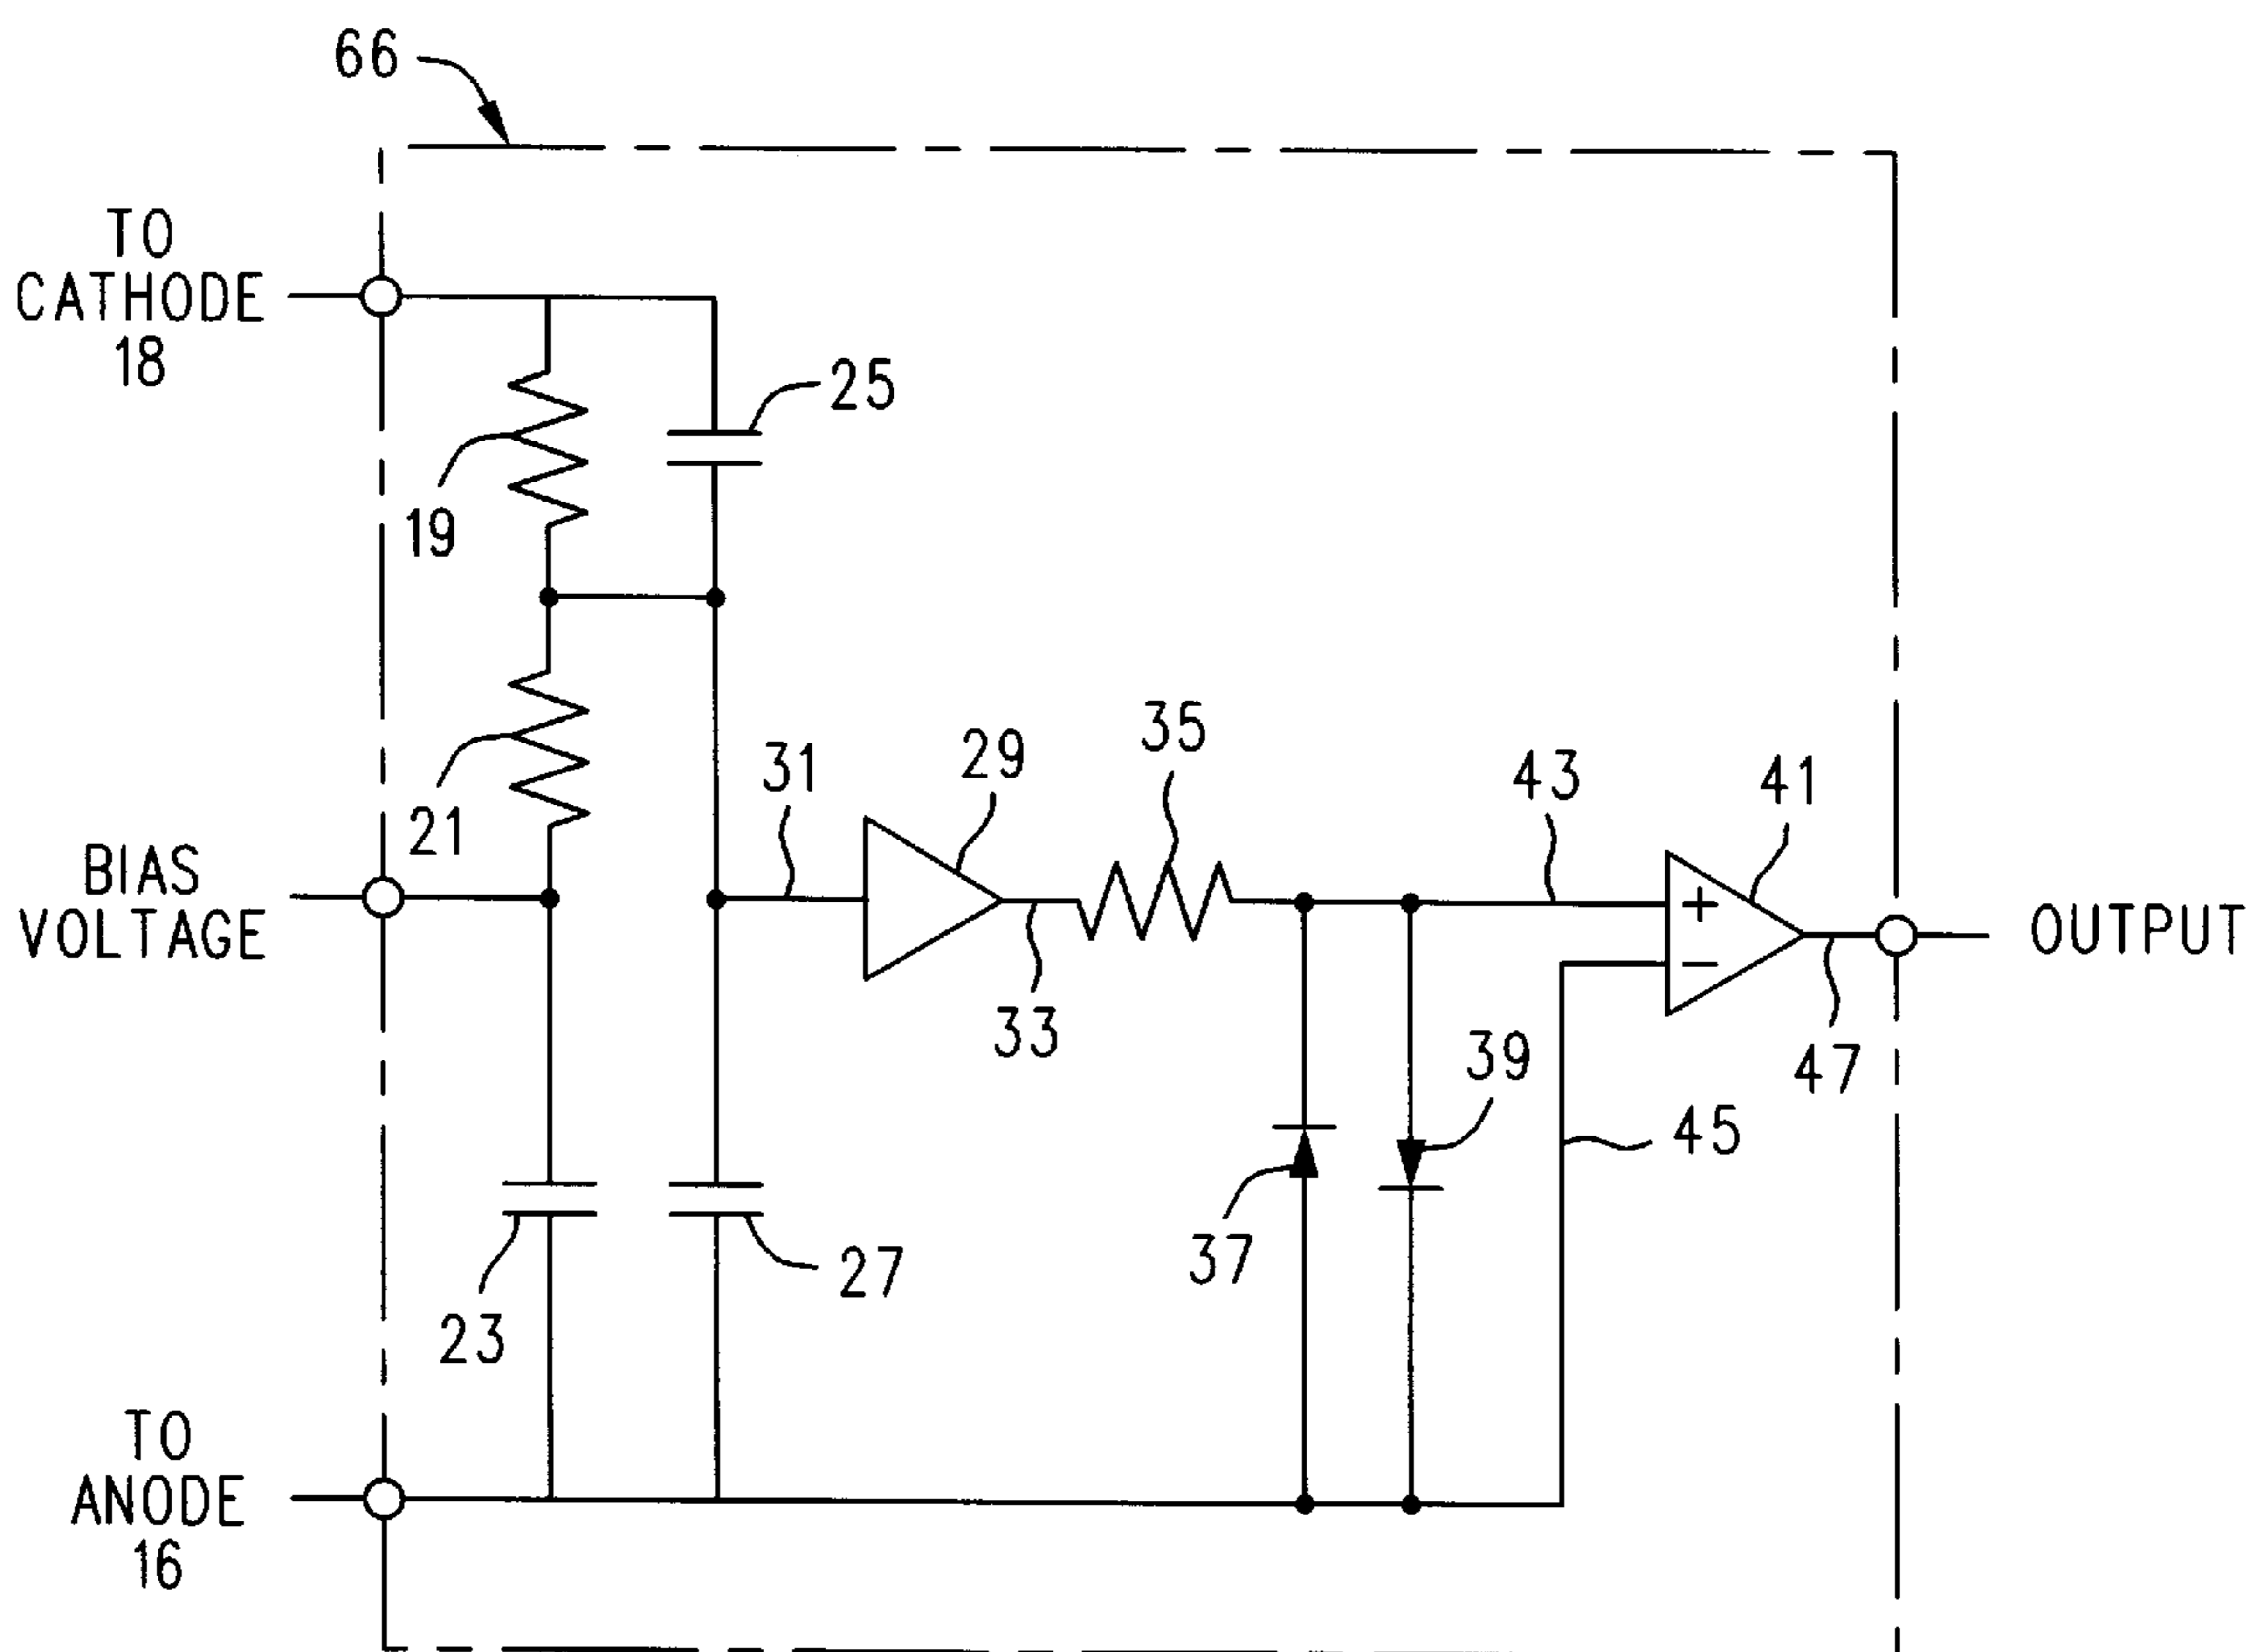 66
TO
CATHODE
18
25
19
21
31
29
35
43
41
BIAS
VOLTAGE
+
−
OUTPUT
33
39
47
45
37
27
23
TO
ANODE
16